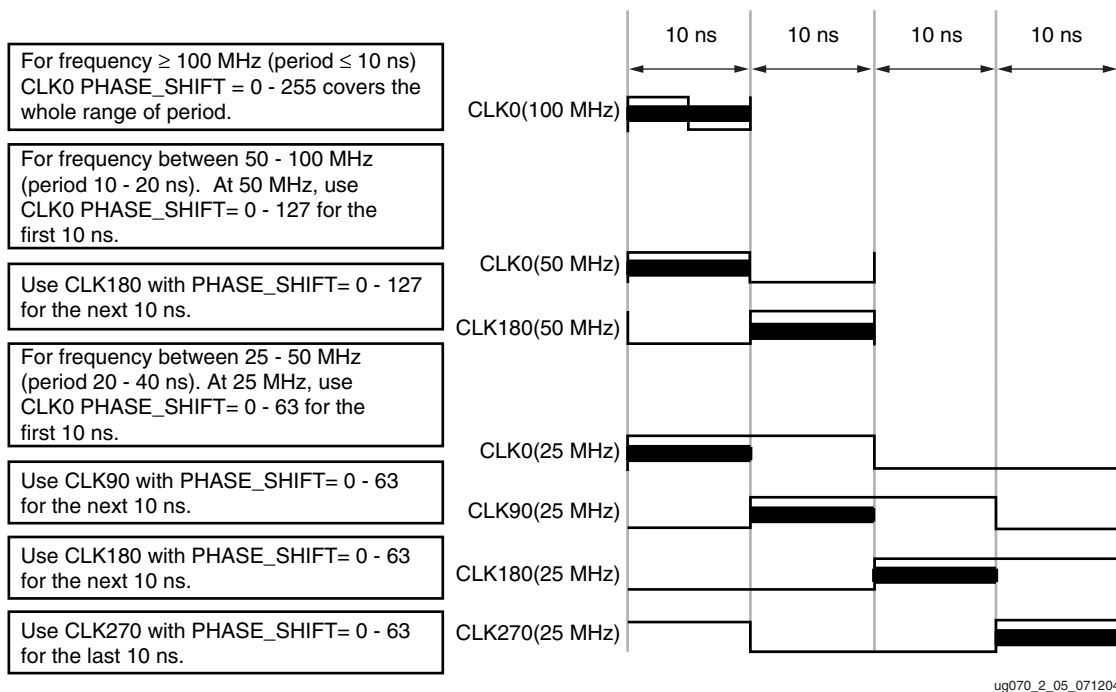 10 ns
10 ns
10 ns
10 ns
For frequency ≥ 100 MHz (period ≤ 10 ns)
CLK0 PHASE_SHIFT = 0 - 255 covers the
whole range of period.
CLK0(100 MHz)
For frequency between 50 - 100 MHz
(period 10 - 20 ns).  At 50 MHz, use
CLK0 PHASE_SHIFT= 0 - 127 for the
first 10 ns.
CLK0(50 MHz)
Use CLK180 with PHASE_SHIFT= 0 - 127
for the next 10 ns.
CLK180(50 MHz)
For frequency between 25 - 50 MHz
(period 20 - 40 ns). At 25 MHz, use
CLK0 PHASE_SHIFT= 0 - 63 for the
first 10 ns.
CLK0(25 MHz)
Use CLK90 with PHASE_SHIFT= 0 - 63
for the next 10 ns.
CLK90(25 MHz)
Use CLK180 with PHASE_SHIFT= 0 - 63
for the next 10 ns.
CLK180(25 MHz)
Use CLK270 with PHASE_SHIFT= 0 - 63
for the last 10 ns.
CLK270(25 MHz)
ug070_2_05_071204